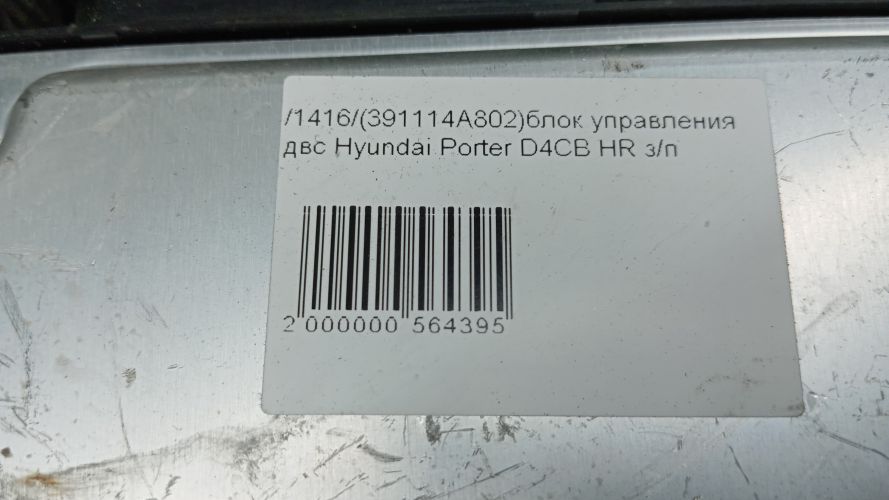 /1416/(391114A802)блок управления
двс Hyundai Porter D4CB HR з/п
2 000000 564395